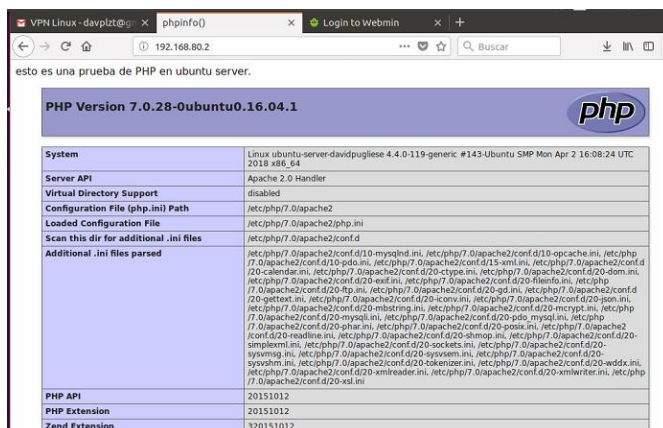 VPN Linux - davplzt@gm
phpinfo()
Login to Webmin
192.168.80.2
Buscar
esto es una prueba de PHP en ubuntu server.
PHP Version 7.0.28-0ubuntu0.16.04.1
php
System
Linux ubuntu-server-davidpugliese 4.4.0-119-generic #143-Ubuntu SMP Mon Apr 2 16:08:24 UTC
2018 x86_64
Server API
Apache 2.0 Handler
Virtual Directory Support
disabled
Configuration File (php.ini) Path
/etc/php/7.0/apache2
Loaded Configuration File
/etc/php/7.0/apache2/php.ini
Scan this dir for additional .ini files
/etc/php/7.0/apache2/conf.d
Additional .ini files parsed
/etc/php/7.0/apache2/conf.d/10-mysqlnd.ini, /etc/php/7.0/apache2/conf.d/10-opcache.ini, /etc/php
/7.0/apache2/conf.d/10-pdo.ini, /etc/php/7.0/apache2/conf.d/15-xml.ini, /etc/php/7.0/apache2/conf.d
/20-calendar.ini, /etc/php/7.0/apache2/conf.d/20-ctype.ini, /etc/php/7.0/apache2/conf.d/20-dom.ini,
/etc/php/7.0/apache2/conf.d/20-exif.ini, /etc/php/7.0/apache2/conf.d/20-fileinfo.ini, /etc/php
/7.0/apache2/conf.d/20-ftp.ini, /etc/php/7.0/apache2/conf.d/20-gd.ini, /etc/php/7.0/apache2/conf.d
/20-gettext.ini, /etc/php/7.0/apache2/conf.d/20-iconv.ini, /etc/php/7.0/apache2/conf.d/20-json.ini,
/etc/php/7.0/apache2/conf.d/20-mbstring.ini, /etc/php/7.0/apache2/conf.d/20-mcrypt.ini, /etc/php
/7.0/apache2/conf.d/20-mysqli.ini, /etc/php/7.0/apache2/conf.d/20-pdo_mysql.ini, /etc/php
/7.0/apache2/conf.d/20-phar.ini, /etc/php/7.0/apache2/conf.d/20-posix.ini, /etc/php/7.0/apache2
/conf.d/20-readline.ini, /etc/php/7.0/apache2/conf.d/20-shmop.ini, /etc/php/7.0/apache2/conf.d/20-
simplexml.ini, /etc/php/7.0/apache2/conf.d/20-sockets.ini, /etc/php/7.0/apache2/conf.d/20-
sysvmsg.ini, /etc/php/7.0/apache2/conf.d/20-sysvsem.ini, /etc/php/7.0/apache2/conf.d/20-
sysvshm.ini, /etc/php/7.0/apache2/conf.d/20-tokenizer.ini, /etc/php/7.0/apache2/conf.d/20-wddx.ini,
/etc/php/7.0/apache2/conf.d/20-xmlreader.ini, /etc/php/7.0/apache2/conf.d/20-xmlwriter.ini, /etc/php
/7.0/apache2/conf.d/20-xsl.ini
PHP API
20151012
PHP Extension
20151012
Zend Extension
320151012